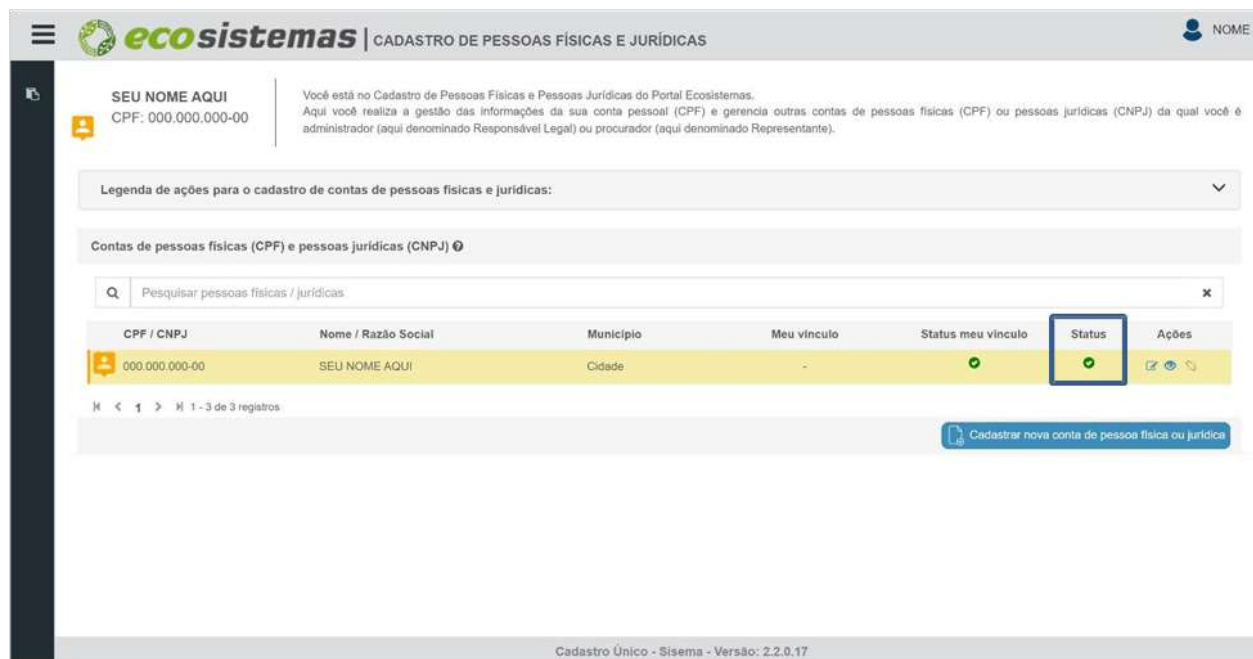 ecosistemas | CADASTRO DE PESSOAS FÍSICAS E JURÍDICAS
NOME
SEU NOME AQUI
CPF: 000.000.000-00
Você está no Cadastro de Pessoas Físicas e Pessoas Jurídicas do Portal Ecosistemas.
Aqui você realiza a gestão das informações da sua conta pessoal (CPF) e gerencia outras contas de pessoas físicas (CPF) ou pessoas jurídicas (CNPJ) da qual você é
administrador (aqui denominado Responsável Legal) ou procurador (aqui denominado Representante).
Legenda de ações para o cadastro de contas de pessoas físicas e jurídicas:
Contas de pessoas físicas (CPF) e pessoas jurídicas (CNPJ)
Pesquisar pessoas físicas / jurídicas
CPF / CNPJ Nome / Razão Social Município Meu vínculo Status meu vínculo Status Ações
000.000.000-00 SEU NOME AQUI Cidade -
1 1 - 3 de 3 registros
Cadastrar nova conta de pessoa física ou jurídica
Cadastro Único - Sisema - Versão: 2.2.0.17